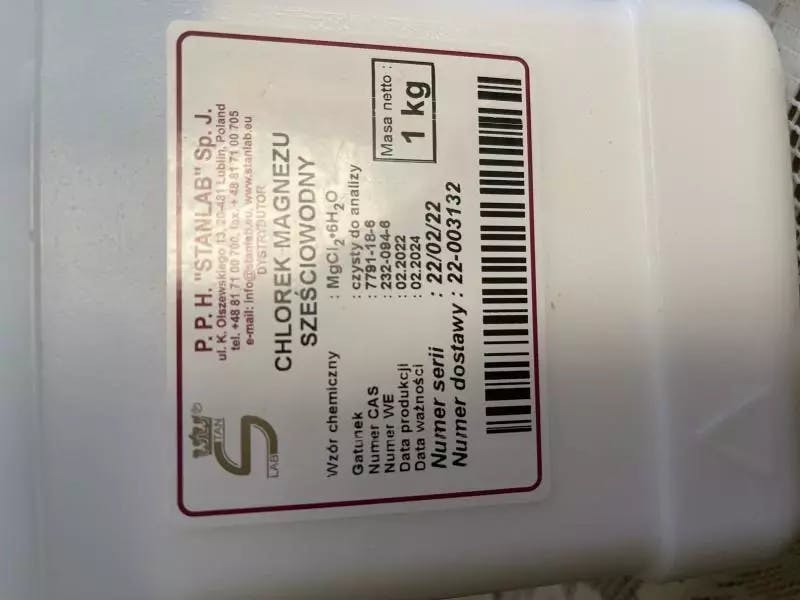 P. P. H. "STANLAB" Sp. J.
ul. K. Olszewskiego 13, 20-481 Lublin, Poland
tel. +48 81 71 00 700, fax. + 48 81 71 00 705
e-mail: info@stanlab.eu, www.stanlab.eu
DYSTRYBUTOR
STAN
LAB
CHLOREK MAGNEZU
SZEŚCIOWODNY
Masa netto :
1 kg
Wzór chemiczny : MgCl₂•6H₂O
Gatunek : czysty do analizy
Numer CAS : 7791-18-6
Numer WE : 232-094-6
Data produkcji : 02.2022
Data ważności : 02.2024
Numer serii : 22/02/22
Numer dostawy : 22-003132